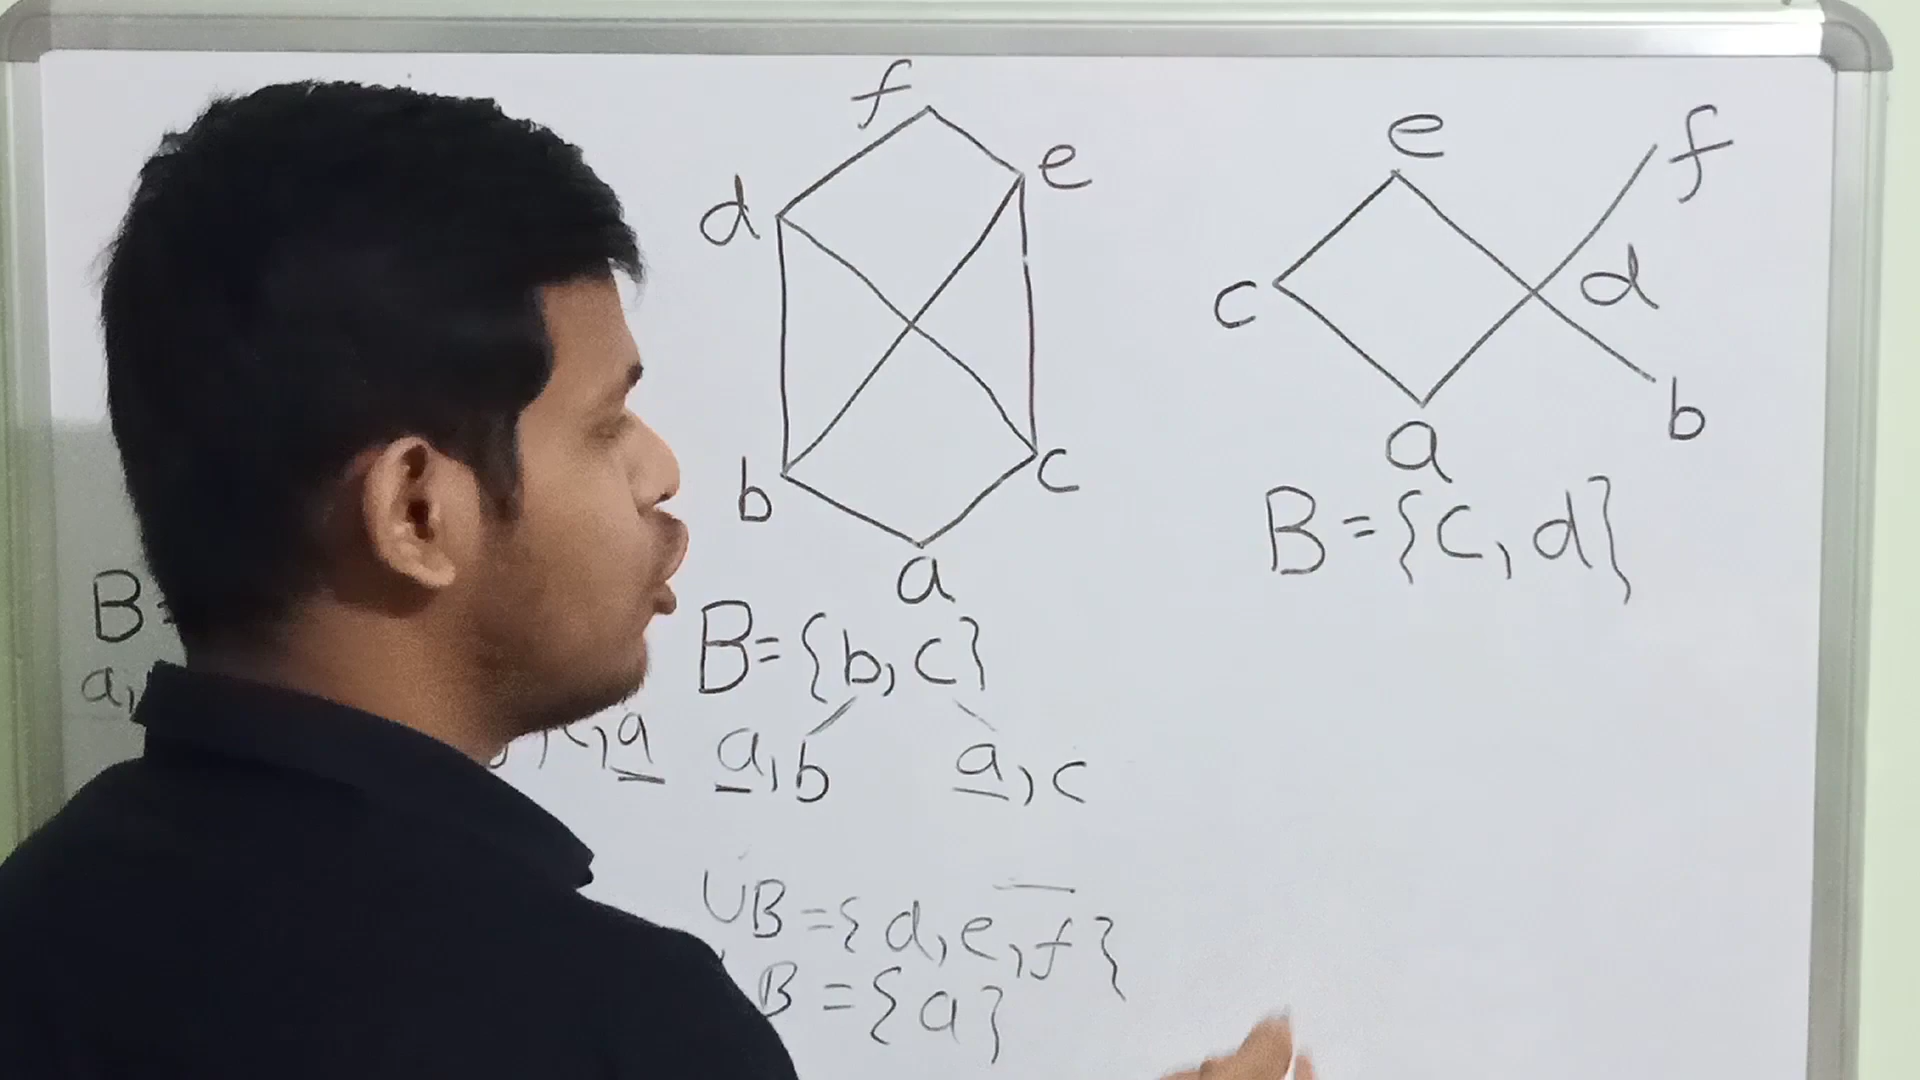 f
e
d
b
c
a
B={b,c}
a,b a,c
UB={d,e,f}
B={a}
e
f
c
d
b
a
B={c,d}
B=
a,
,a